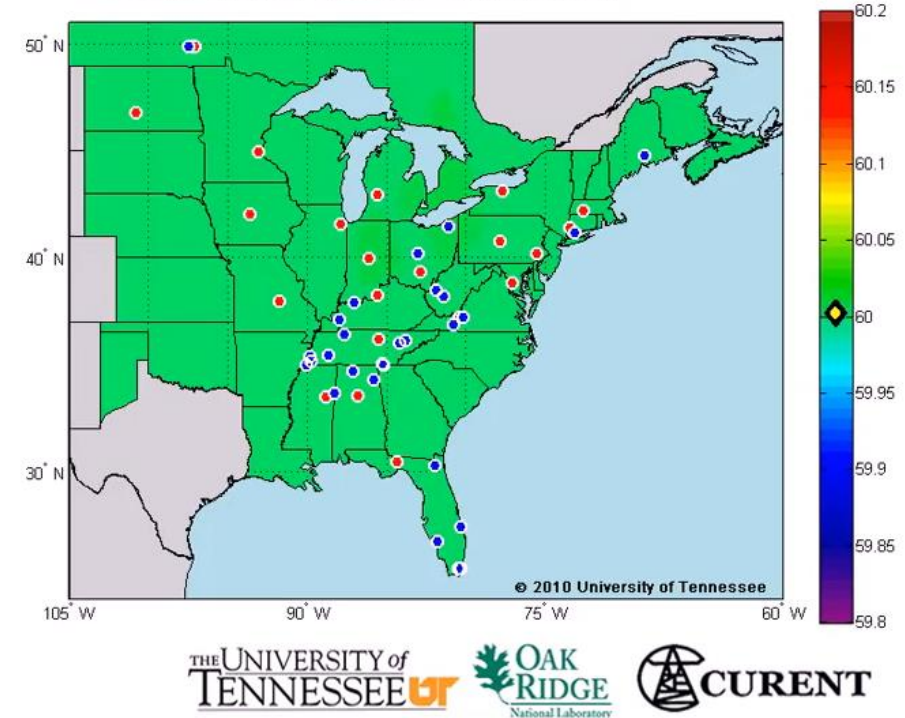 50° N
40° N
30° N
105° W
90° W
75° W
60° W
© 2010 University of Tennessee
60.2
60.15
60.1
60.05
60
59.95
59.9
59.85
59.8
THE UNIVERSITY of
TENNESSEE UT
OAK
RIDGE
National Laboratory
CURENT